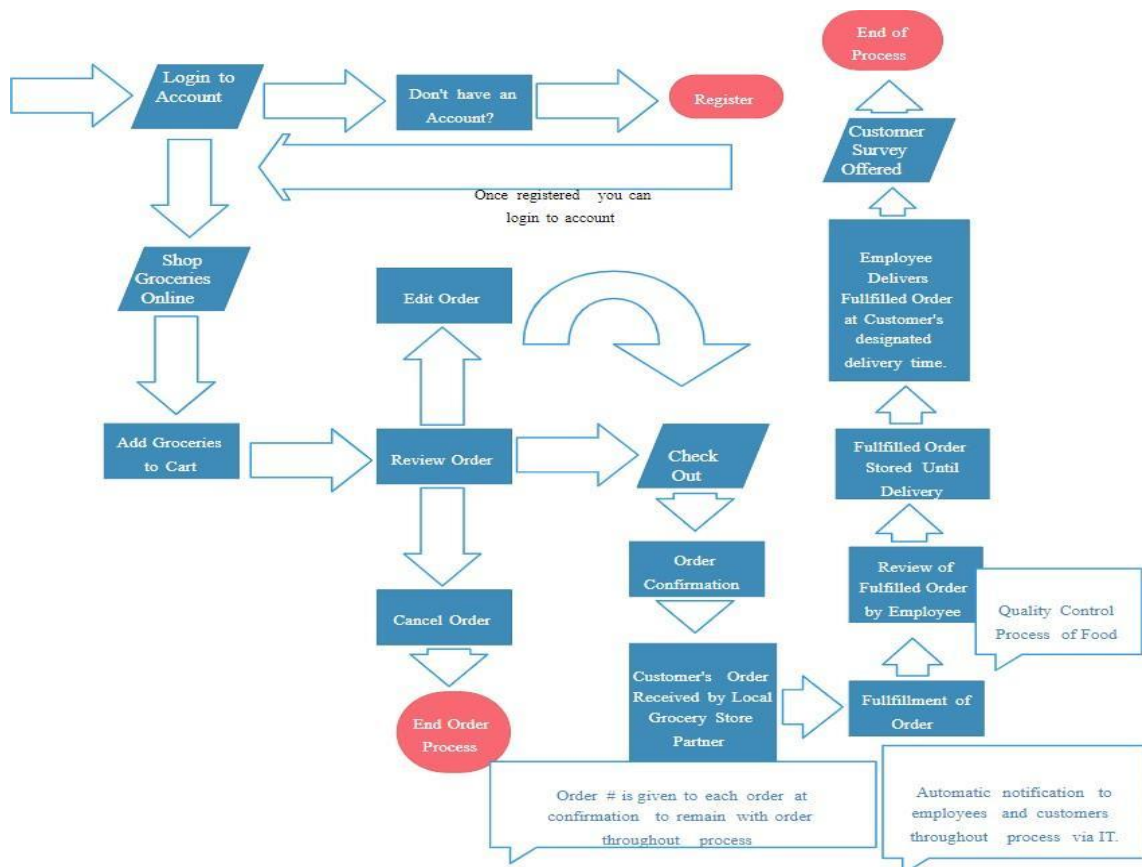 Login to
Account
Don't have an
Account?
Register
Once registered you can
login to account
Shop
Groceries
Online
Add Groceries
to Cart
Review Order
Edit Order
Cancel Order
End Order
Process
Check
Out
Order
Confirmation
Customer's Order
Received by Local
Grocery Store
Partner
Order # is given to each order at
confirmation to remain with order
throughout process
Fullfillment of
Order
Automatic notification to
employees and customers
throughout process via IT.
Review of
Fulfilled Order
by Employee
Quality Control
Process of Food
Fullfilled Order
Stored Until
Delivery
Employee
Delivers
Fullfilled Order
at Customer's
designated
delivery time.
Customer
Survey
Offered
End of
Process